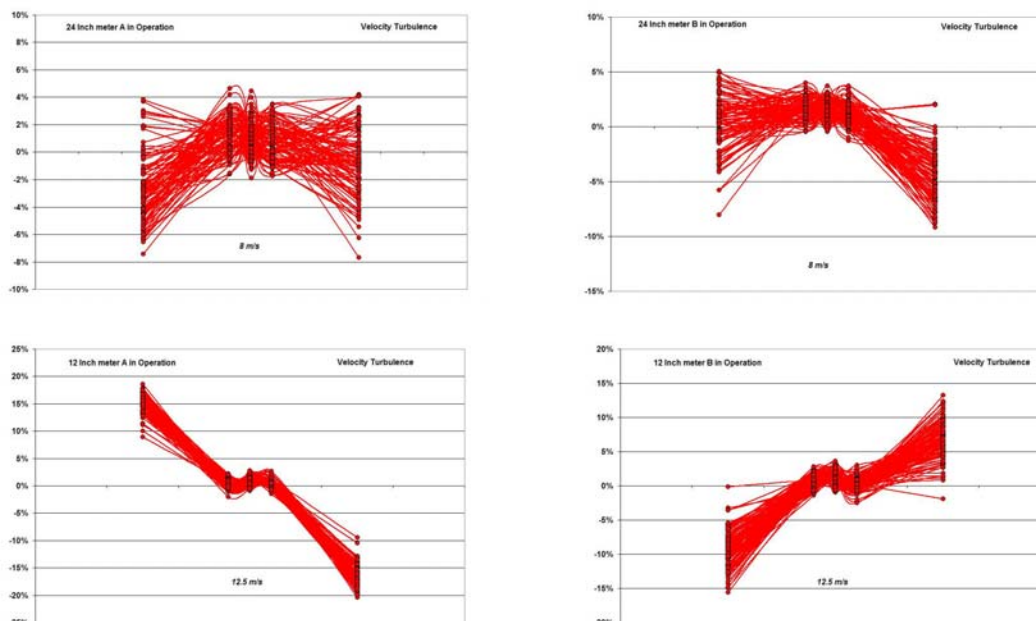 10%
24 Inch meter A in Operation
Velocity Turbulence
8%
6%
4%
2%
0%
-2%
-4%
-6%
8 m/s
-8%
-10%
10%
24 Inch meter B in Operation
Velocity Turbulence
5%
0%
-5%
-10%
8 m/s
-15%
25%
12 Inch meter A in Operation
Velocity Turbulence
20%
15%
10%
5%
0%
-5%
-10%
-15%
12.5 m/s
-20%
20%
12 Inch meter B in Operation
Velocity Turbulence
15%
10%
5%
0%
-5%
-10%
12.5 m/s
-15%